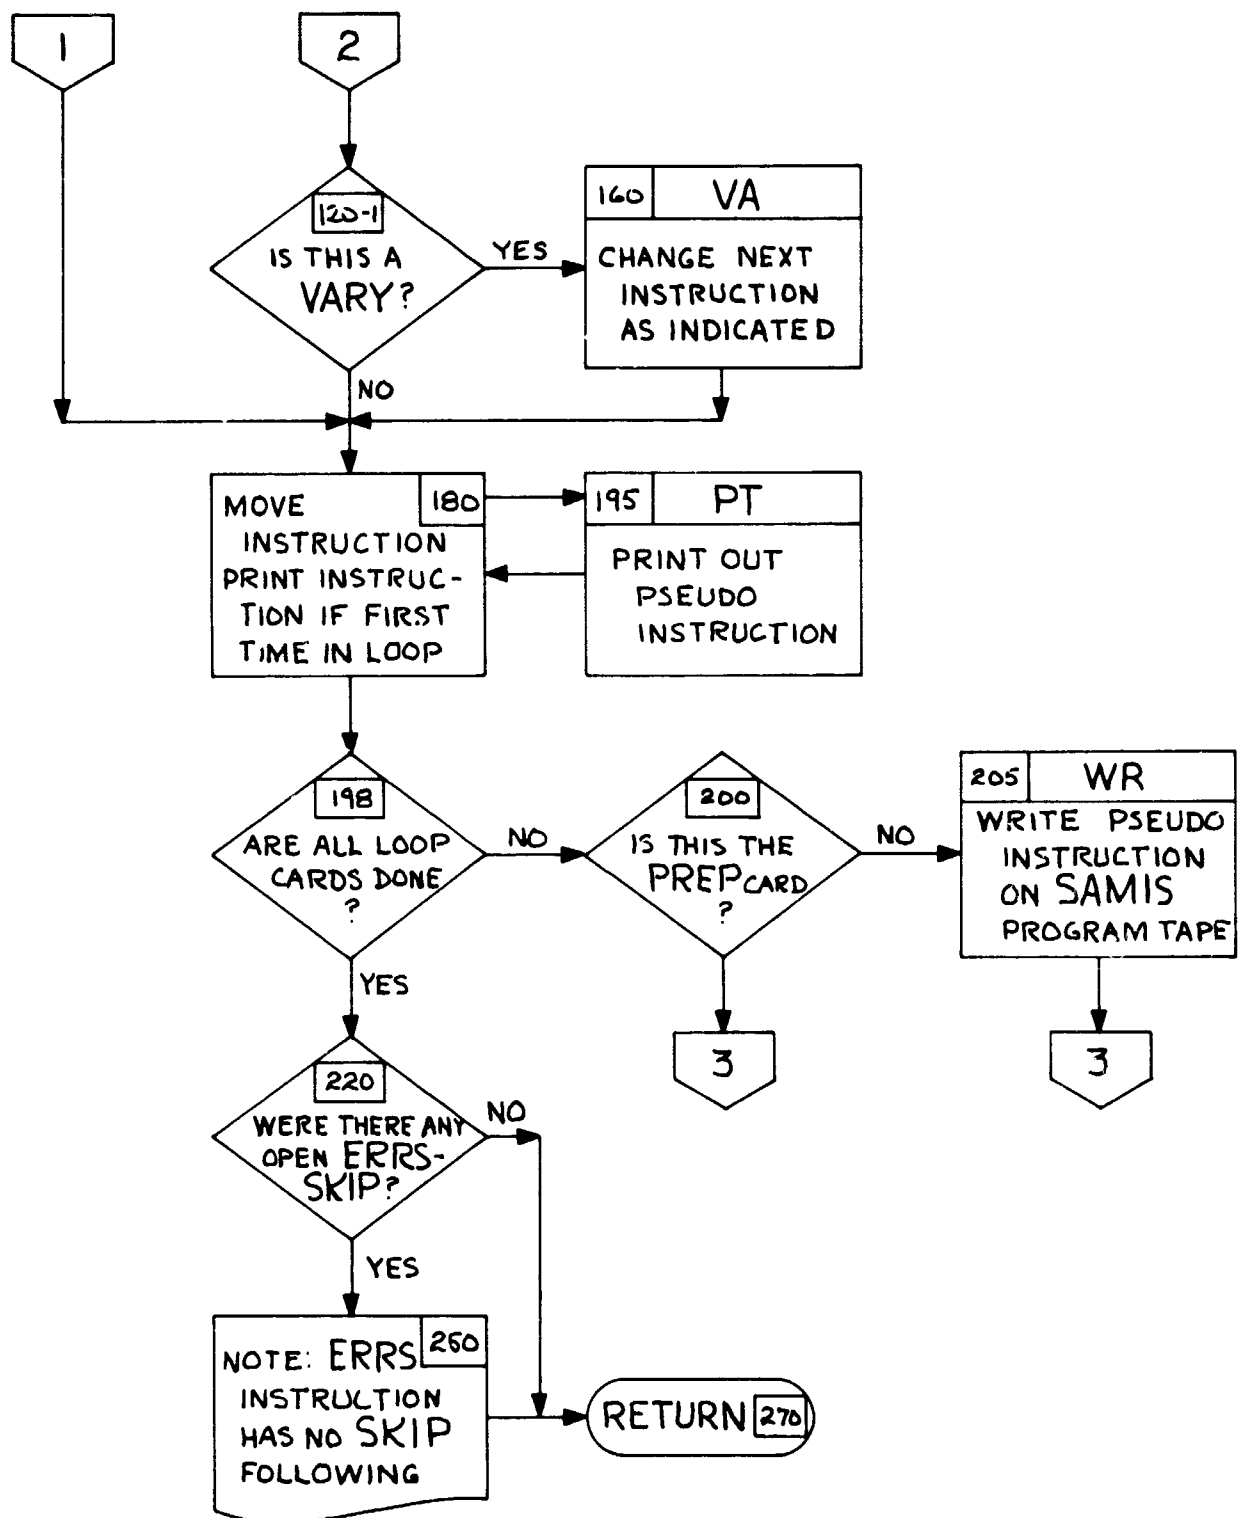 1
2
120-1
IS THIS A
VARY?
YES
NO
160 VA
CHANGE NEXT
INSTRUCTION
AS INDICATED
180
MOVE
INSTRUCTION
PRINT INSTRUC-
TION IF FIRST
TIME IN LOOP
195 PT
PRINT OUT
PSEUDO
INSTRUCTION
198
ARE ALL LOOP
CARDS DONE
?
NO
YES
200
IS THIS THE
PREP CARD
?
NO
205 WR
WRITE PSEUDO
INSTRUCTION
ON SAMIS
PROGRAM TAPE
3
3
220
WERE THERE ANY
OPEN ERRS-
SKIP?
NO
YES
260
NOTE: ERRS
INSTRUCTION
HAS NO SKIP
FOLLOWING
RETURN 270